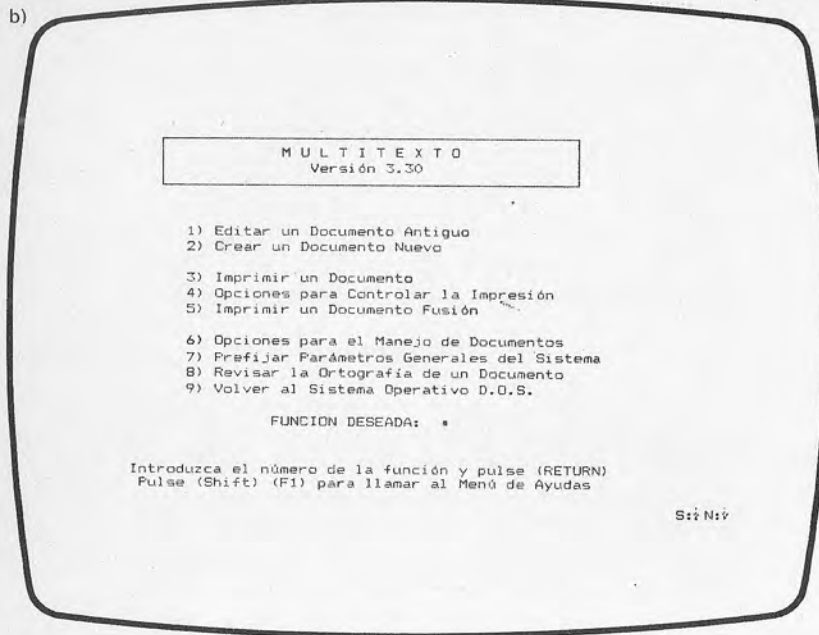 b)
M U L T I T E X T O
Versión 3.30
1) Editar un Documento Antiguo
2) Crear un Documento Nuevo
3) Imprimir un Documento
4) Opciones para Controlar la Impresión
5) Imprimir un Documento Fusión
6) Opciones para el Manejo de Documentos
7) Prefijar Parámetros Generales del Sistema
8) Revisar la Ortografía de un Documento
9) Volver al Sistema Operativo D.O.S.
FUNCION DESEADA:
Introduzca el número de la función y pulse (RETURN)
Pulse (Shift) (F1) para llamar al Menú de Ayudas